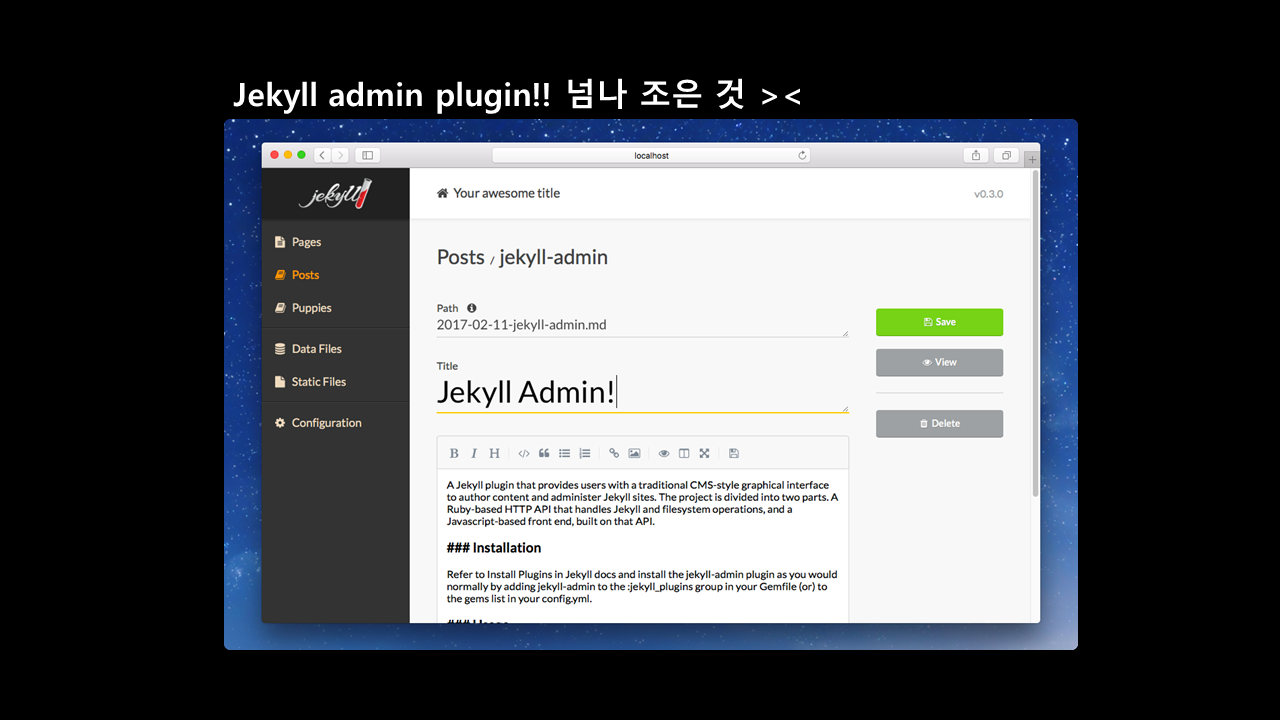 Jekyll admin plugin!! 넘나 조은 것 ><
localhost
jekyll
Your awesome title
v0.3.0
Pages
Posts
Puppies
Data Files
Static Files
Configuration
Posts / jekyll-admin
Path
2017-02-11-jekyll-admin.md
Title
Jekyll Admin!
Save
View
Delete
B I H
A Jekyll plugin that provides users with a traditional CMS-style graphical interface
to author content and administer Jekyll sites. The project is divided into two parts. A
Ruby-based HTTP API that handles Jekyll and filesystem operations, and a
Javascript-based front end, built on that API.
### Installation
Refer to Install Plugins in Jekyll docs and install the jekyll-admin plugin as you would
normally by adding jekyll-admin to the :jekyll_plugins group in your Gemfile (or) to
the gems list in your config.yml.
### Usage